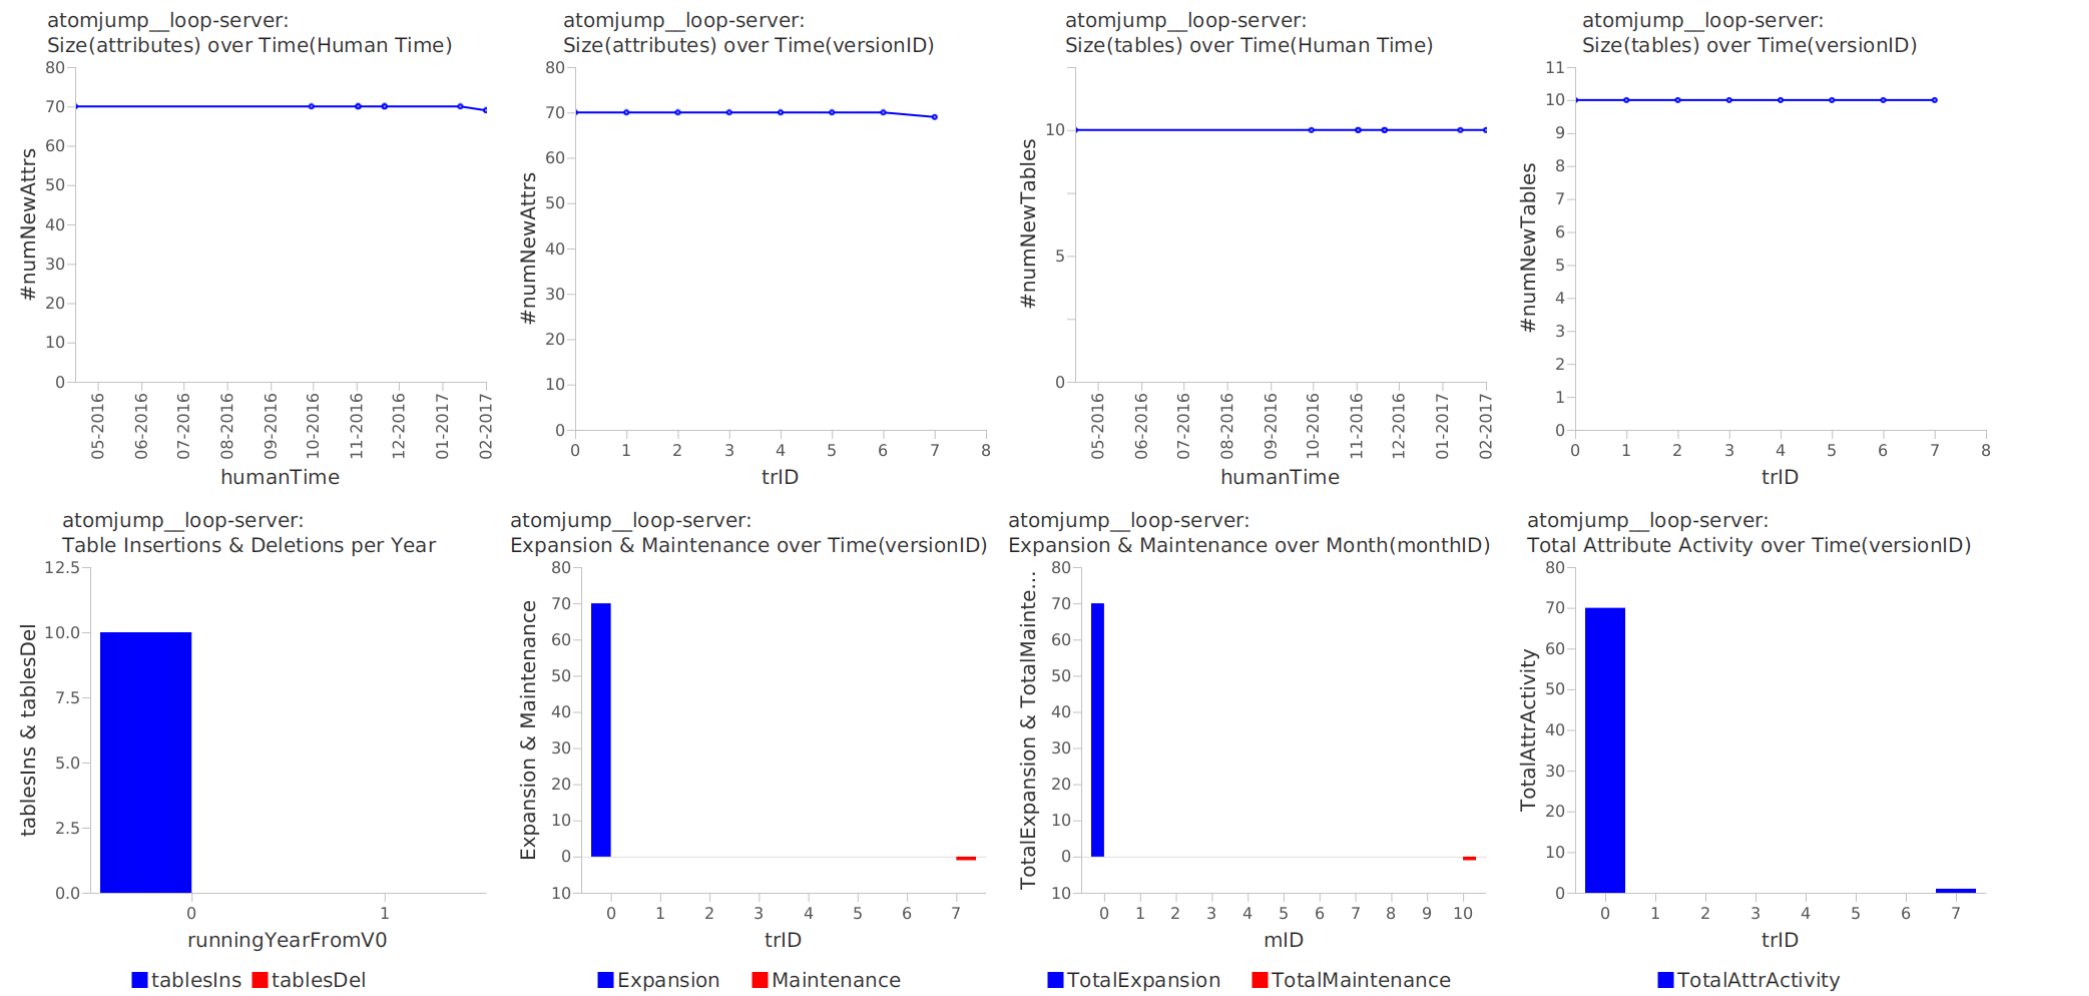 atomjump__loop-server:
Size(attributes) over Time(Human Time)
80
70
60
50
40
30
20
10
0
#numNewAttrs
05-2016
06-2016
07-2016
08-2016
09-2016
10-2016
11-2016
12-2016
01-2017
02-2017
humanTime
atomjump__loop-server:
Size(attributes) over Time(versionID)
80
70
60
50
40
30
20
10
0
#numNewAttrs
0 1 2 3 4 5 6 7 8
trID
atomjump__loop-server:
Size(tables) over Time(Human Time)
10
5
0
#numNewTables
05-2016
06-2016
07-2016
08-2016
09-2016
10-2016
11-2016
12-2016
01-2017
02-2017
humanTime
atomjump__loop-server:
Size(tables) over Time(versionID)
11
10
9
8
7
6
5
4
3
2
1
0
#numNewTables
0 1 2 3 4 5 6 7 8
trID
atomjump__loop-server:
Table Insertions & Deletions per Year
12.5
10.0
7.5
5.0
2.5
0.0
tablesIns & tablesDel
0 1
runningYearFromV0
tablesIns tablesDel
atomjump__loop-server:
Expansion & Maintenance over Time(versionID)
80
70
60
50
40
30
20
10
0
10
Expansion & Maintenance
0 1 2 3 4 5 6 7
trID
Expansion Maintenance
atomjump__loop-server:
Expansion & Maintenance over Month(monthID)
80
70
60
50
40
30
20
10
0
10
TotalExpansion & TotalMainte...
0 1 2 3 4 5 6 7 8 9 10
mID
TotalExpansion TotalMaintenance
atomjump__loop-server:
Total Attribute Activity over Time(versionID)
80
70
60
50
40
30
20
10
0
TotalAttrActivity
0 1 2 3 4 5 6 7
trID
TotalAttrActivity